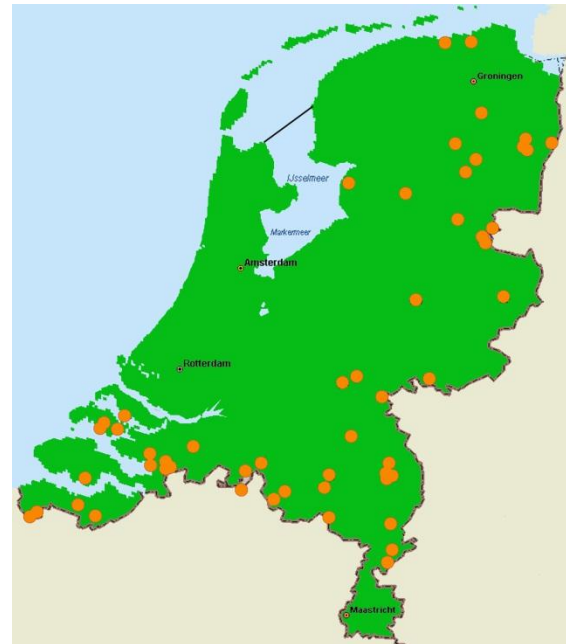 Groningen
IJsselmeer
Markermeer
Amsterdam
Rotterdam
Maastricht